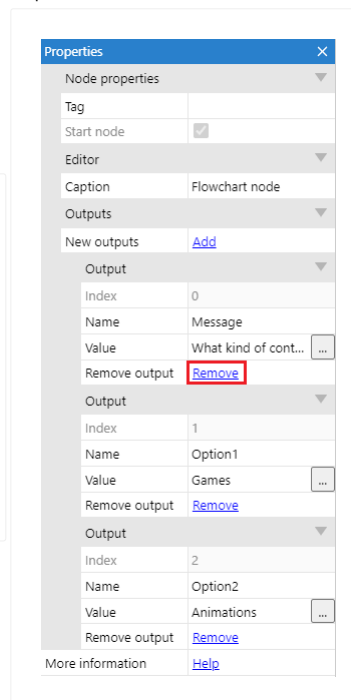 Properties
Node properties
Tag
Start node
Editor
Caption Flowchart node
Outputs
New outputs Add
Output
Index 0
Name Message
Value What kind of cont... ...
Remove output Remove
Output
Index 1
Name Option1
Value Games ...
Remove output Remove
Output
Index 2
Name Option2
Value Animations ...
Remove output Remove
More information Help